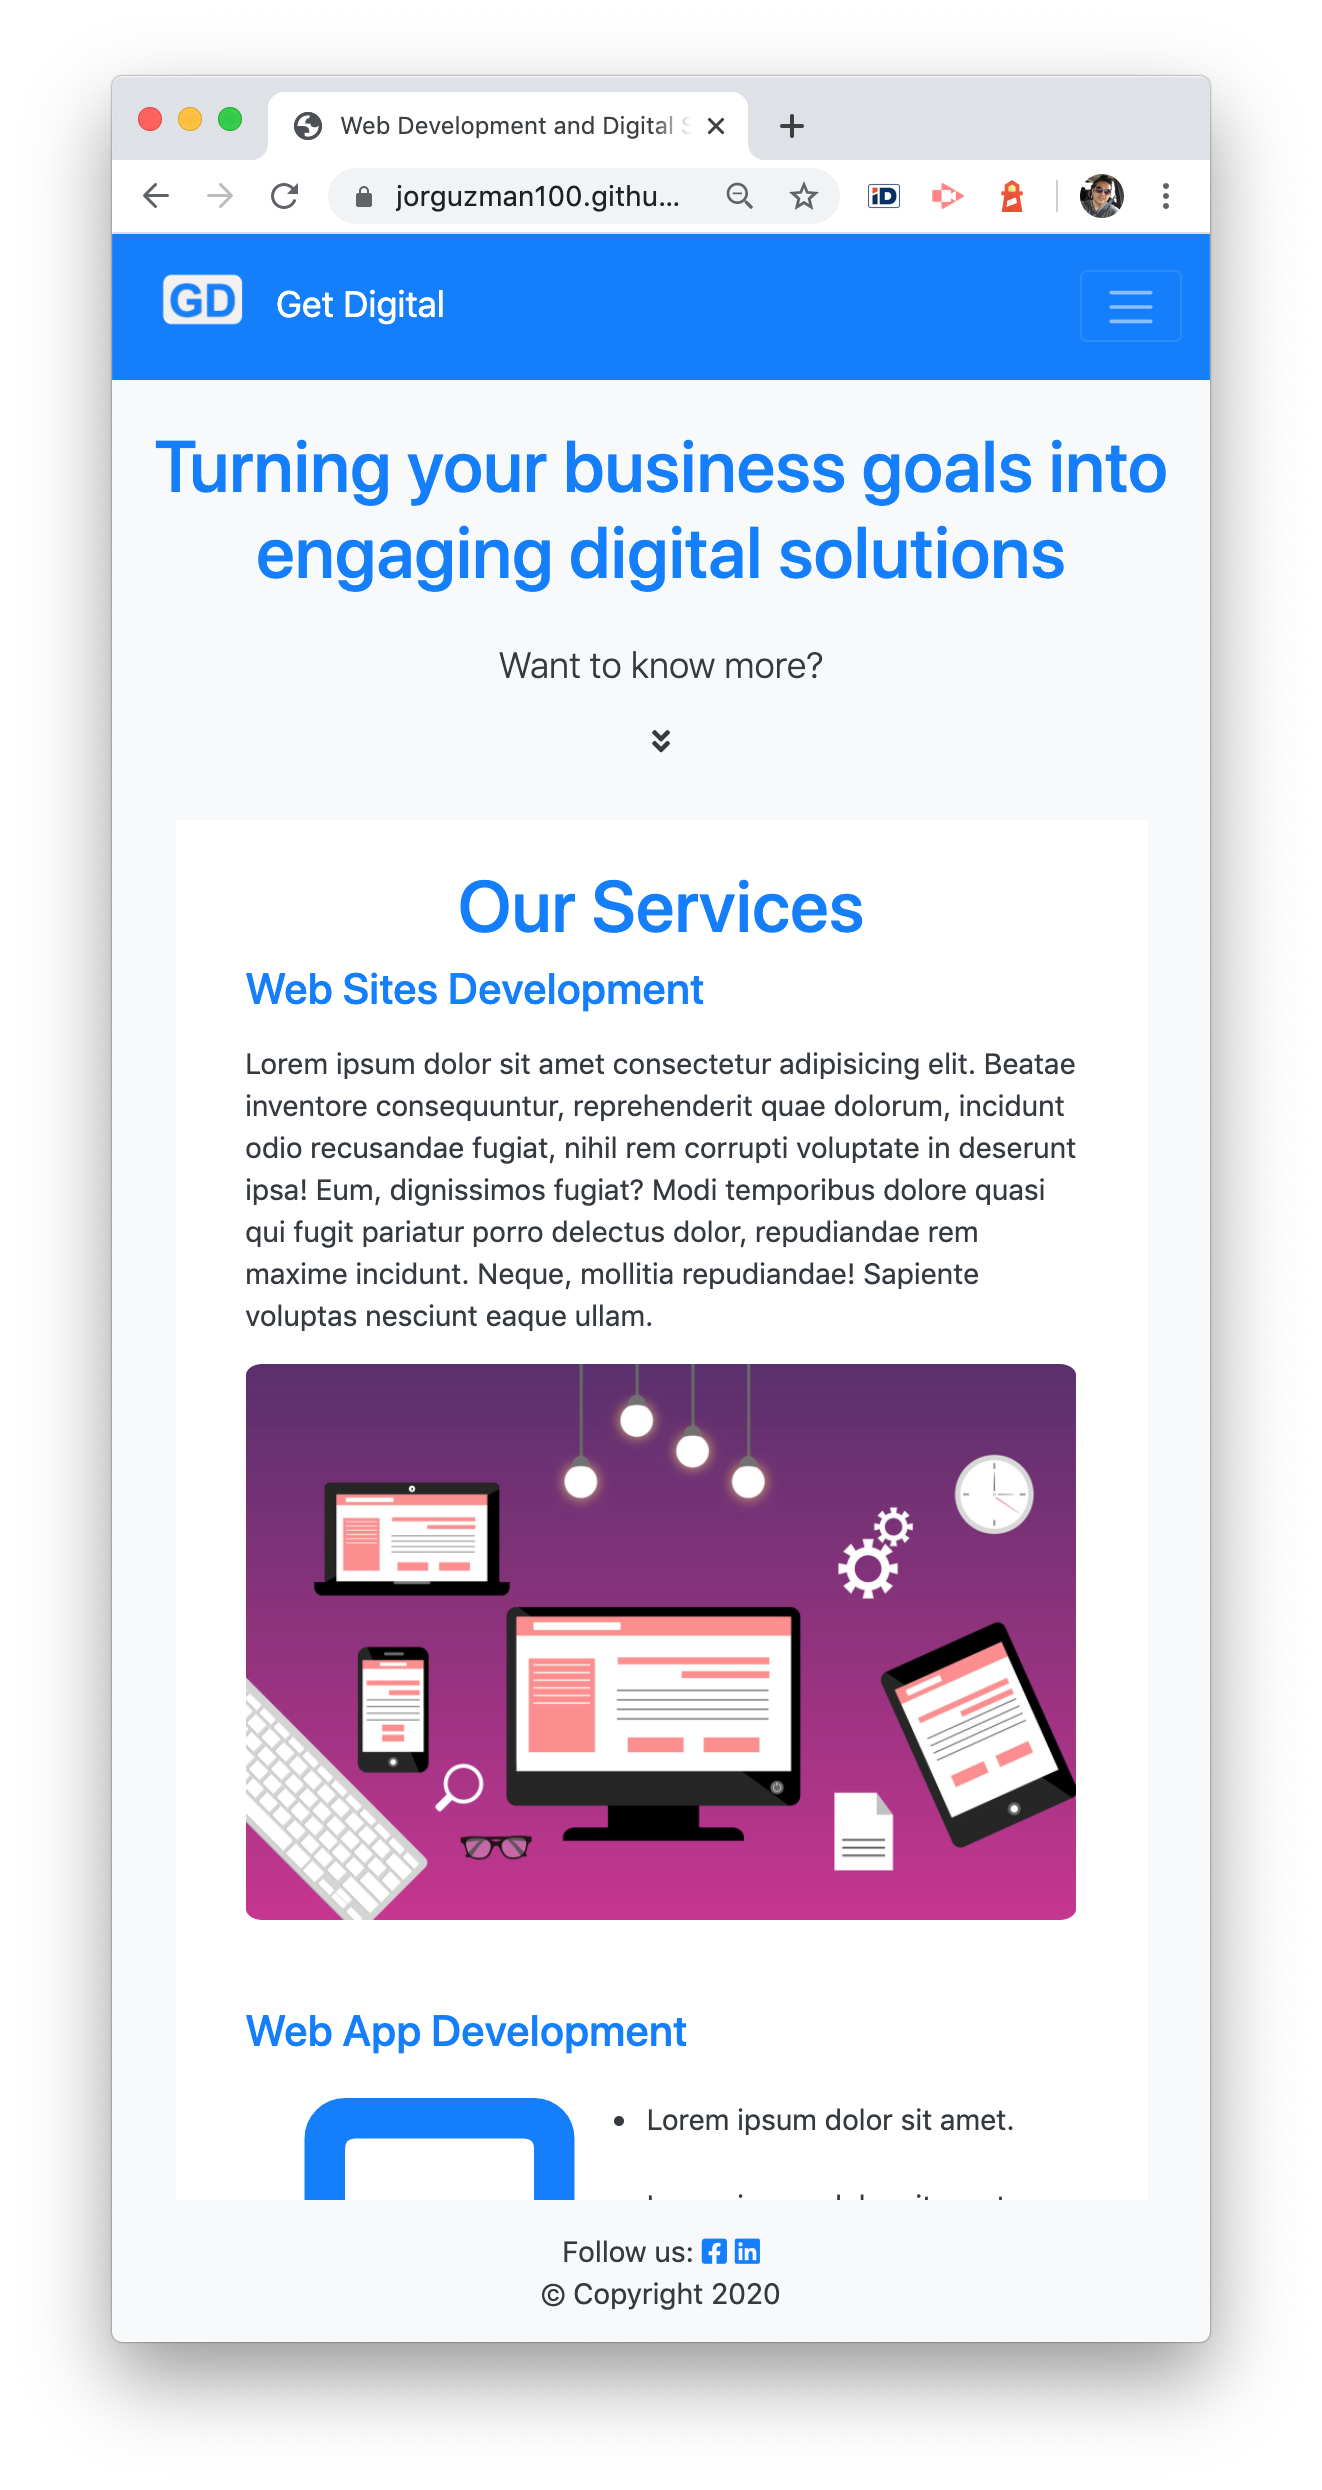 Web Development and Digital S
jorguzman100.githu...
iD
GD Get Digital
Turning your business goals into
engaging digital solutions
Want to know more?
Our Services
Web Sites Development
Lorem ipsum dolor sit amet consectetur adipisicing elit. Beatae
inventore consequuntur, reprehenderit quae dolorum, incidunt
odio recusandae fugiat, nihil rem corrupti voluptate in deserunt
ipsa! Eum, dignissimos fugiat? Modi temporibus dolore quasi
qui fugit pariatur porro delectus dolor, repudiandae rem
maxime incidunt. Neque, mollitia repudiandae! Sapiente
voluptas nesciunt eaque ullam.
Web App Development
• Lorem ipsum dolor sit amet.
Follow us:
© Copyright 2020